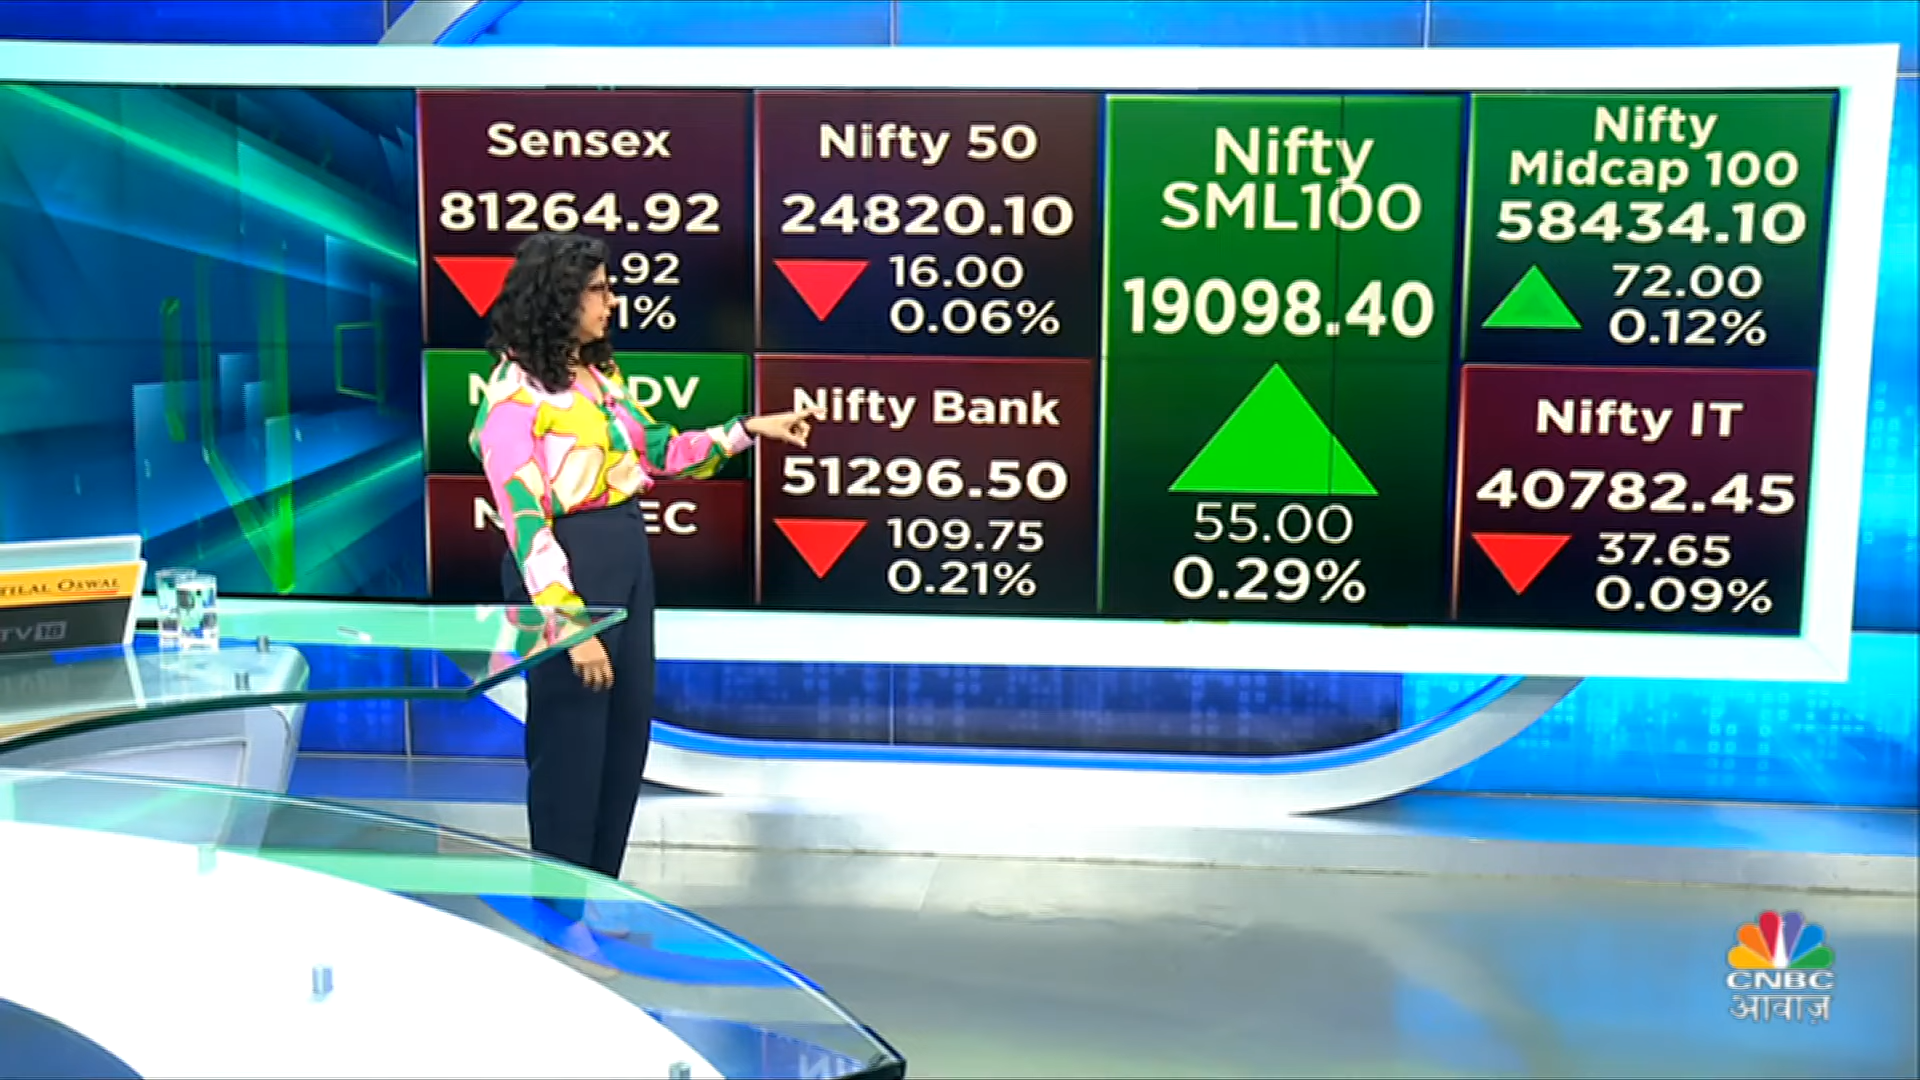 Sensex
81264.92
.92
1%
Nifty 50
24820.10
16.00
0.06%
Nifty Bank
51296.50
109.75
0.21%
Nifty
SML100
19098.40
55.00
0.29%
Nifty
Midcap 100
58434.10
72.00
0.12%
Nifty IT
40782.45
37.65
0.09%
OSWAL
TV18
CNBC
आवाज़